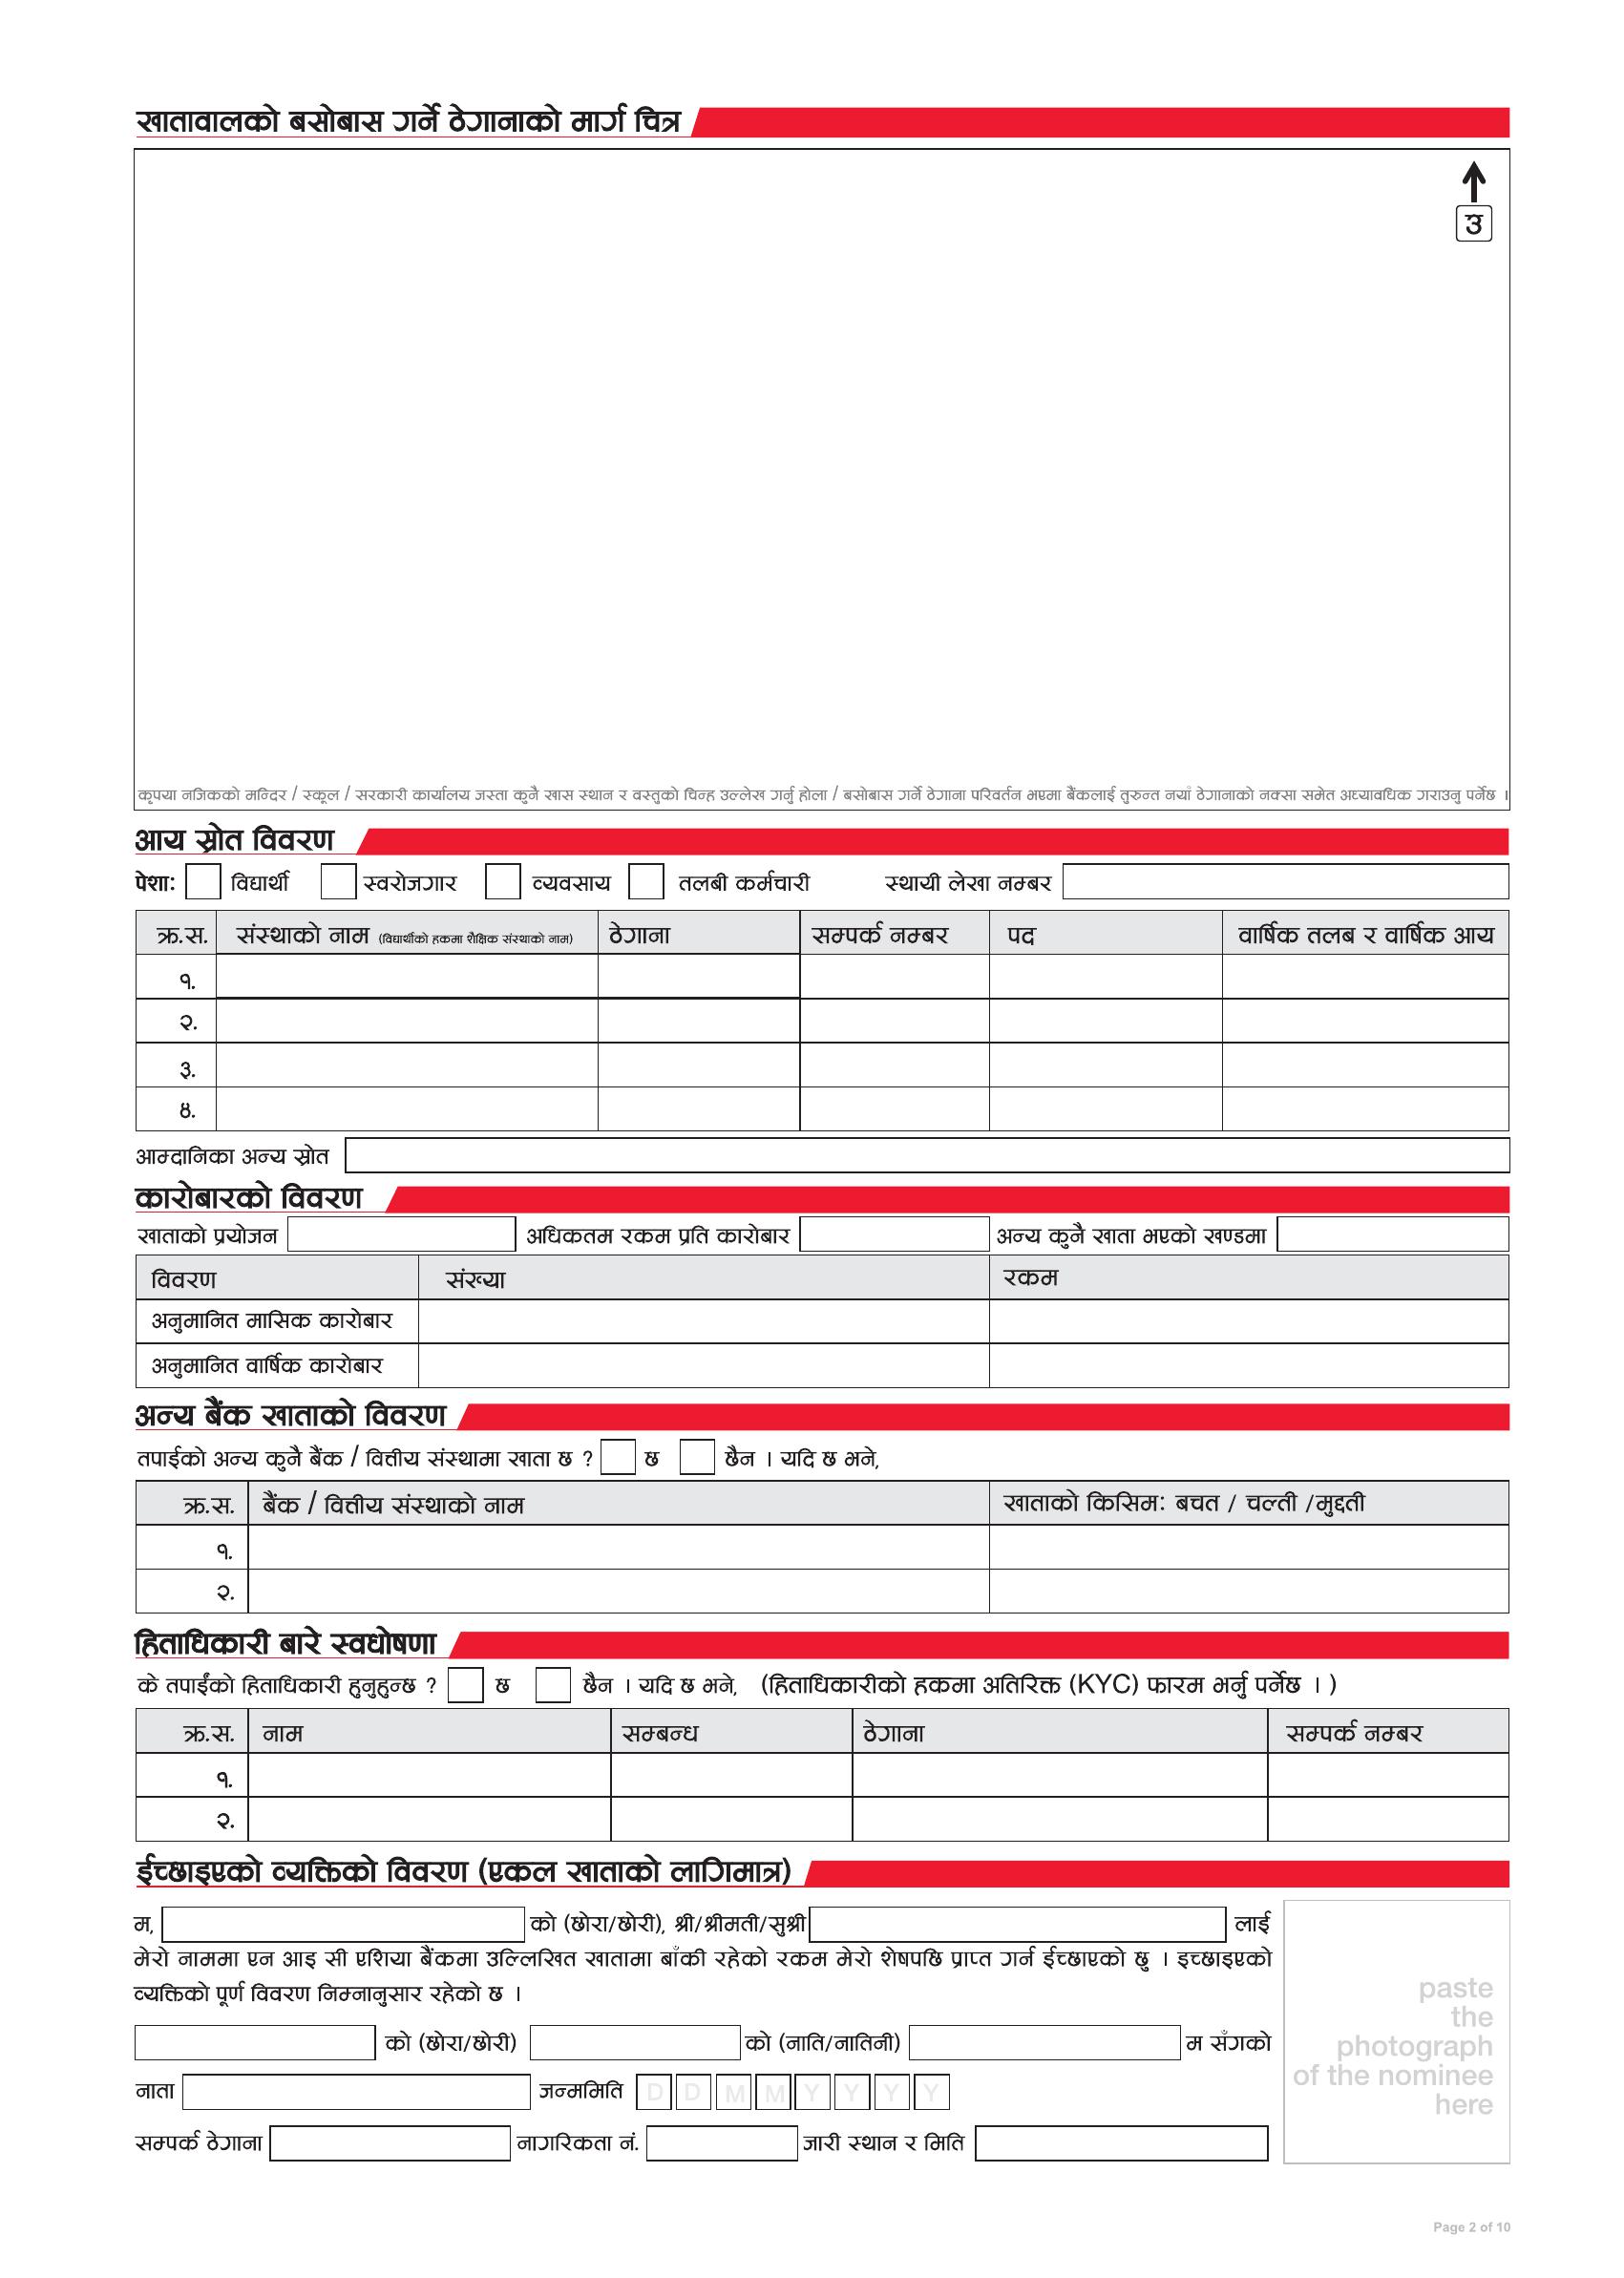 खातावालको बसोबास गर्ने ठेगानाको मार्ग चित्र
उ
कृपया नजिकको मन्दिर / स्कूल / सरकारी कार्यालय जस्ता कुनै खास स्थान र वस्तुको चिन्ह उल्लेख गर्नु होला / बसोबास गर्ने ठेगाना परिवर्तन भएमा बैंकलाई तुरुन्त नयाँ ठेगानाको नक्सा समेत अध्यावधिक गराउनु पर्नेछ ।
आय स्रोत विवरण
पेशा: विद्यार्थी स्वरोजगार व्यवसाय तलबी कर्मचारी स्थायी लेखा नम्बर
क्र.स. संस्थाको नाम (विद्यार्थीको हकमा शैक्षिक संस्थाको नाम) ठेगाना सम्पर्क नम्बर पद वार्षिक तलब र वार्षिक आय
१.
२.
३.
४.
आम्दानिका अन्य स्रोत
कारोबारको विवरण
खाताको प्रयोजन अधिकतम रकम प्रति कारोबार अन्य कुनै खाता भएको खण्डमा
विवरण संख्या रकम
अनुमानित मासिक कारोबार
अनुमानित वार्षिक कारोबार
अन्य बैंक खाताको विवरण
तपाईको अन्य कुनै बैंक / वित्तीय संस्थामा खाता छ ? छ छैन । यदि छ भने,
क्र.स. बैंक / वित्तीय संस्थाको नाम खाताको किसिम: बचत / चल्ती /मुद्दती
१.
२.
हिताधिकारी बारे स्वधोषणा
के तपाईंको हिताधिकारी हुनुहुन्छ ? छ छैन । यदि छ भने, (हिताधिकारीको हकमा अतिरिक्त (KYC) फारम भर्नु पर्नेछ । )
क्र.स. नाम सम्बन्ध ठेगाना सम्पर्क नम्बर
१.
२.
ईच्छाइएको व्यक्तिको विवरण (एकल खाताको लागिमात्र)
म, को (छोरा/छोरी), श्री/श्रीमती/सुश्री लाई
मेरो नाममा एन आइ सी एशिया बैंकमा उल्लिखित खातामा बाँकी रहेको रकम मेरो शेषपछि प्राप्त गर्न ईच्छाएको छु । इच्छाइएको
व्यक्तिको पूर्ण विवरण निम्नानुसार रहेको छ ।
को (छोरा/छोरी) को (नाति/नातिनी) म सँगको
नाता जन्ममिति D D M M Y Y Y Y
सम्पर्क ठेगाना नागरिकता नं. जारी स्थान र मिति
paste
the
photograph
of the nominee
here
Page 2 of 10